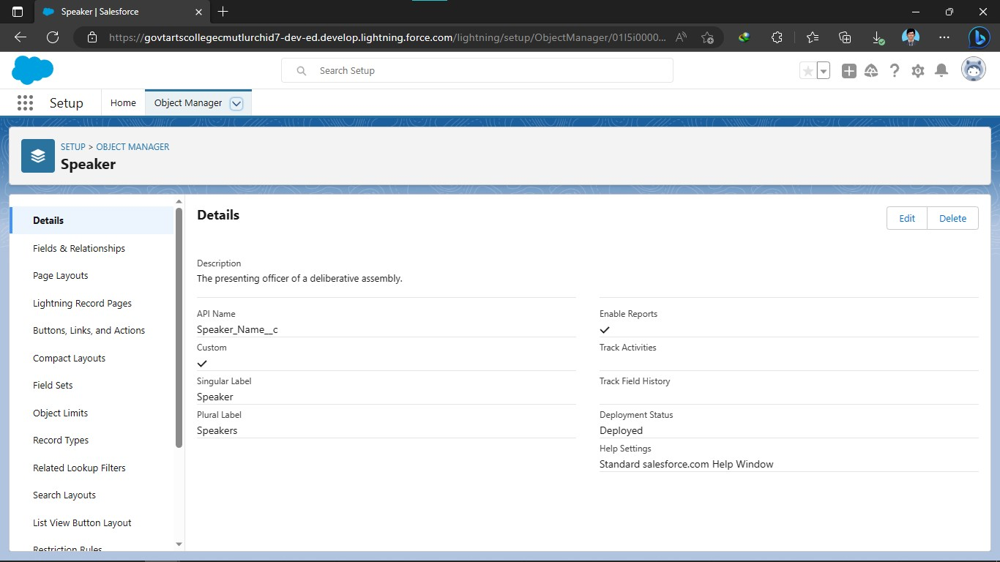 Speaker | Salesforce
https://govtartscollegecmutlurchid7-dev-ed.develop.lightning.force.com/lightning/setup/ObjectManager/01I5i0000...
Search Setup
Setup
Home
Object Manager
SETUP > OBJECT MANAGER
Speaker
Details
Fields & Relationships
Page Layouts
Lightning Record Pages
Buttons, Links, and Actions
Compact Layouts
Field Sets
Object Limits
Record Types
Related Lookup Filters
Search Layouts
List View Button Layout
Restriction Rules
Details
Edit
Delete
Description
The presenting officer of a deliberative assembly.
API Name
Speaker_Name__c
Custom
Singular Label
Speaker
Plural Label
Speakers
Enable Reports
Track Activities
Track Field History
Deployment Status
Deployed
Help Settings
Standard salesforce.com Help Window